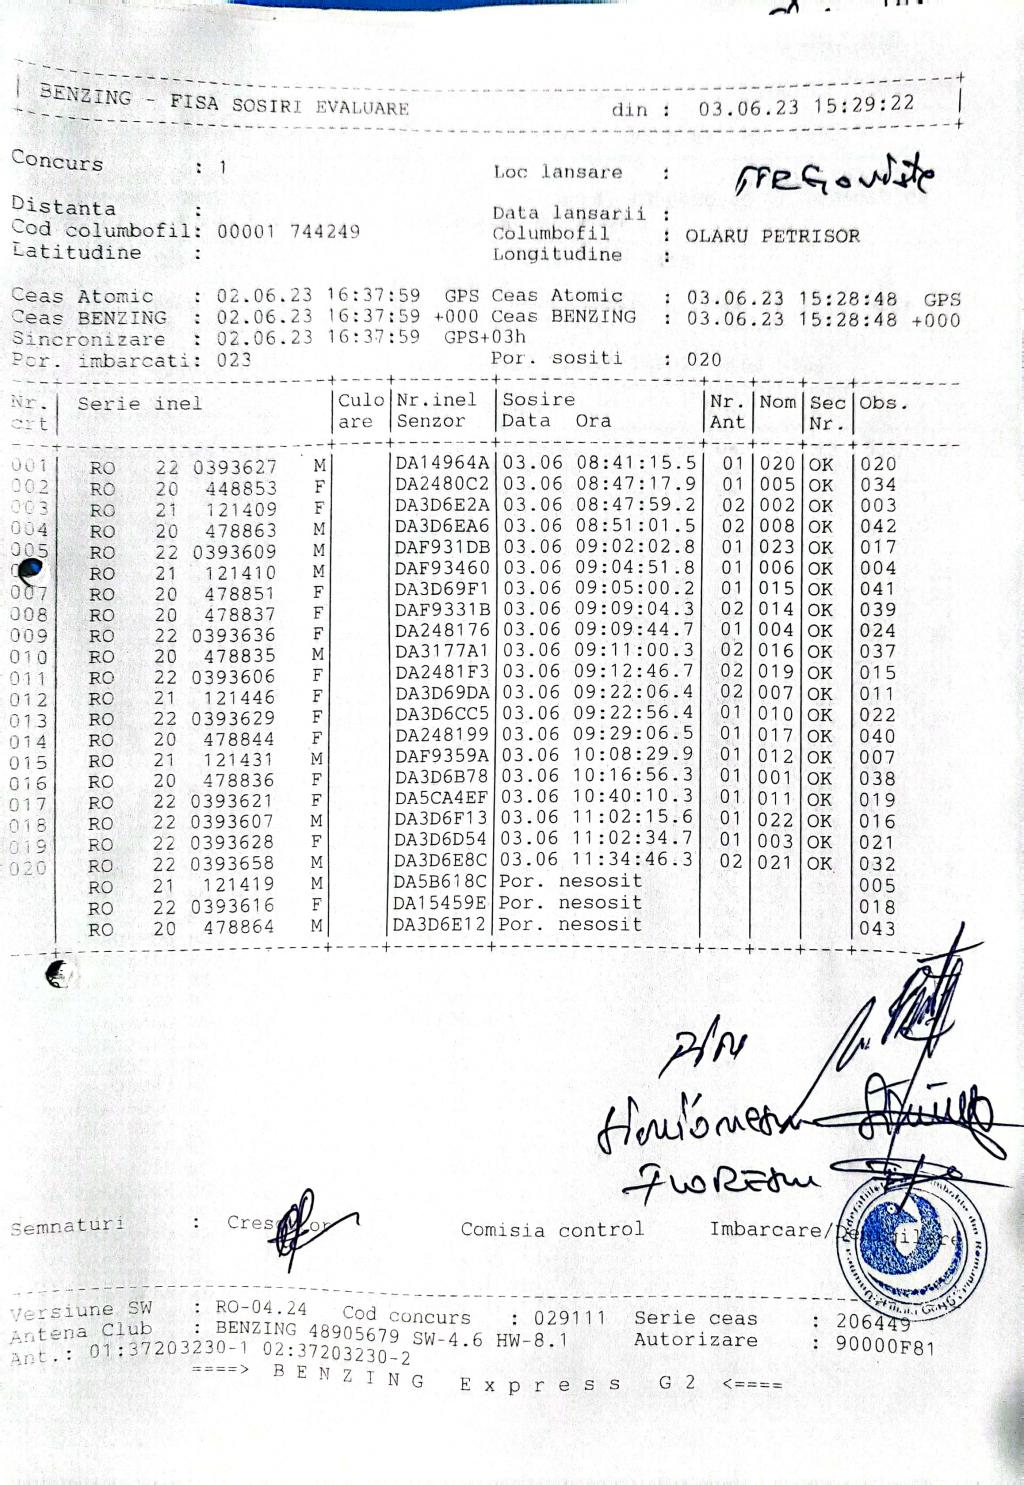 BENZING - FISA SOSIRI EVALUARE din : 03.06.23 15:29:22
Concurs : 1 Loc lansare :
Distanta : Data lansarii :
Cod columbofil: 00001 744249 Columbofil : OLARU PETRISOR
Latitudine : Longitudine :
Ceas Atomic : 02.06.23 16:37:59 GPS Ceas Atomic : 03.06.23 15:28:48 GPS
Ceas BENZING : 02.06.23 16:37:59 +000 Ceas BENZING : 03.06.23 15:28:48 +000
Sincronizare : 02.06.23 16:37:59 GPS+03h
Por. imbarcati: 023 Por. sositi : 020
Nr. Serie inel Culo Nr.inel Sosire Nr. Nom Sec Obs.
crt are Senzor Data Ora Ant Nr.
001 RO 22 0393627 M DA14964A 03.06 08:41:15.5 01 020 OK 020
002 RO 20 448853 F DA2480C2 03.06 08:47:17.9 01 005 OK 034
003 RO 21 121409 F DA3D6E2A 03.06 08:47:59.2 02 002 OK 003
004 RO 20 478863 M DA3D6EA6 03.06 08:51:01.5 02 008 OK 042
005 RO 22 0393609 M DAF931DB 03.06 09:02:02.8 01 023 OK 017
RO 21 121410 M DAF93460 03.06 09:04:51.8 01 006 OK 004
007 RO 20 478851 F DA3D69F1 03.06 09:05:00.2 01 015 OK 041
008 RO 20 478837 F DAF9331B 03.06 09:09:04.3 02 014 OK 039
009 RO 22 0393636 F DA248176 03.06 09:09:44.7 01 004 OK 024
010 RO 20 478835 M DA3177A1 03.06 09:11:00.3 02 016 OK 037
011 RO 22 0393606 F DA2481F3 03.06 09:12:46.7 02 019 OK 015
012 RO 21 121446 F DA3D69DA 03.06 09:22:06.4 02 007 OK 011
013 RO 22 0393629 F DA3D6CC5 03.06 09:22:56.4 01 010 OK 022
014 RO 20 478844 F DA248199 03.06 09:29:06.5 01 017 OK 040
015 RO 21 121431 M DAF9359A 03.06 10:08:29.9 01 012 OK 007
016 RO 20 478836 F DA3D6B78 03.06 10:16:56.3 01 001 OK 038
017 RO 22 0393621 F DA5CA4EF 03.06 10:40:10.3 01 011 OK 019
018 RO 22 0393607 M DA3D6F13 03.06 11:02:15.6 01 022 OK 016
019 RO 22 0393628 F DA3D6D54 03.06 11:02:34.7 01 003 OK 021
020 RO 22 0393658 M DA3D6E8C 03.06 11:34:46.3 02 021 OK 032
RO 21 121419 M DA5B618C Por. nesosit 005
RO 22 0393616 F DA15459E Por. nesosit 018
RO 20 478864 M DA3D6E12 Por. nesosit 043
Semnaturi : Crescator Comisia control Imbarcare/Desigilare
Versiune SW : RO-04.24 Cod concurs : 029111 Serie ceas : 206449
Antena Club : BENZING 48905679 SW-4.6 HW-8.1 Autorizare : 90000F81
Ant.: 01:37203230-1 02:37203230-2
====> B E N Z I N G E x p r e s s G 2 <====